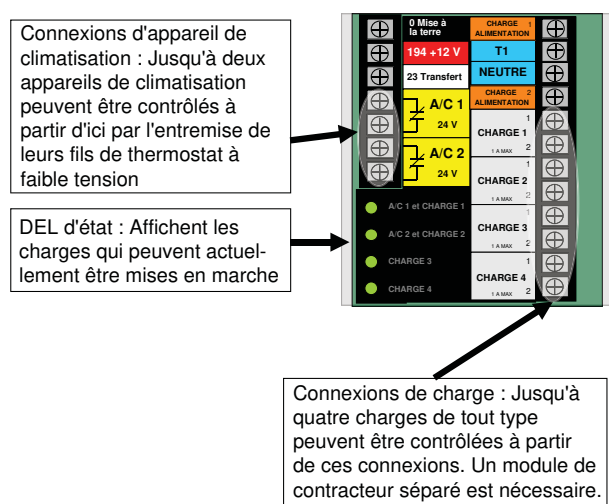 Connexions d'appareil de
climatisation : Jusqu'à deux
appareils de climatisation
peuvent être contrôlés à
partir d'ici par l'entremise de
leurs fils de thermostat à
faible tension
DEL d'état : Affichent les
charges qui peuvent actuel-
lement être mises en marche
0 Mise à
la terre
194 +12 V
23 Transfert
A/C 1
24 V
A/C 2
24 V
A/C 1 et CHARGE 1
A/C 2 et CHARGE 2
CHARGE 3
CHARGE 4
CHARGE 1
ALIMENTATION
T1
NEUTRE
CHARGE 2
ALIMENTATION
1
CHARGE 1
1 A MAX 2
1
CHARGE 2
1 A MAX 2
1
CHARGE 3
1 A MAX 2
1
CHARGE 4
1 A MAX 2
Connexions de charge : Jusqu'à
quatre charges de tout type
peuvent être contrôlées à partir
de ces connexions. Un module de
contracteur séparé est nécessaire.